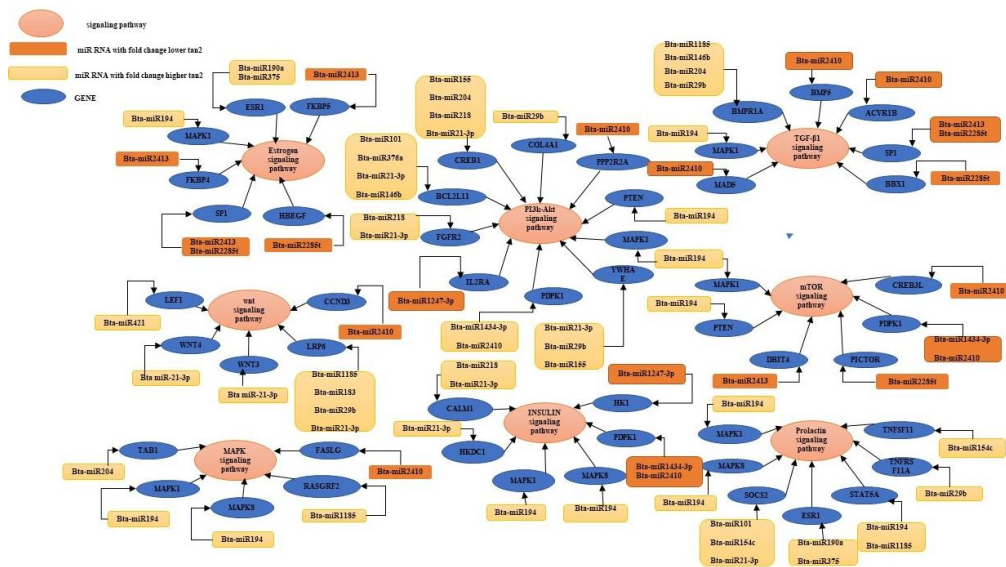 signaling pathway
miR RNA with fold change lower tan2
miR RNA with fold change higher tan2
GENE
Bta-miR190a
Bta-miR375
Bta-miR2413
ESR1
FKBP5
Bta-miR194
MAPK1
Bta-miR2413
FKBP4
Estrogen
signaling
pathway
SP1
HBEGF
Bta-miR2413
Bta-miR2285t
Bta-miR2285t
Bta-miR155
Bta-miR204
Bta-miR218
Bta-miR21-3p
Bta-miR29b
Bta-miR2410
CREB1
COL4A1
PPP2R2A
Bta-miR101
Bta-miR376a
Bta-miR21-3p
Bta-miR146b
BCL2L11
Bta-miR218
Bta-miR21-3p
FGFR2
PI3k-Akt
signaling
pathway
PTEN
Bta-miR194
MAPK1
Bta-miR194
YWHA
E
IL2RA
PDPK1
Bta-miR1247-3p
Bta-miR1434-3p
Bta-miR2410
Bta-miR21-3p
Bta-miR29b
Bta-miR155
Bta-miR1185
Bta-miR146b
Bta-miR204
Bta-miR29b
Bta-miR2410
Bta-miR2410
BMPR1A
BMP5
ACVR1B
Bta-miR194
MAPK1
Bta-miR2410
MAD5
TGF-B1
signaling
pathway
SP1
Bta-miR2413
Bta-miR2286t
BBX1
Bta-miR2285t
LEF1
Bta-miR421
wnt
signaling
pathway
CCND3
Bta-miR2410
WNT4
Bta miR-21-3p
WNT3
Bta miR-21-3p
LRP6
Bta-miR1185
Bta-miR183
Bta-miR29b
Bta-miR21-3p
MAPK1
mTOR
signaling
pathway
CREB3L
Bta-miR2410
Bta-miR194
PTEN
PDPK1
Bta-miR1434-3p
Bta-miR2410
DBIT4
PICTOR
Bta-miR2413
Bta-miR2285t
Bta-miR218
Bta-miR21-3p
Bta-miR1247-3p
CALM1
HK1
Bta-miR21-3p
HKDC1
INSULIN
signaling
pathway
PDPK1
Bta-miR1434-3p
Bta-miR2410
MAPK1
MAPK8
Bta-miR194
Bta-miR194
TAB1
Bta-miR204
MAPK
signaling
pathway
FASLG
Bta-miR2410
MAPK1
RASGRF2
Bta-miR194
MAPK8
Bta-miR1185
Bta-miR194
Bta-miR194
MAPK1
Prolactin
signaling
pathway
TNFSF11
Bta-miR154c
MAPK8
Bta-miR194
TNFRS
F11A
Bta-miR29b
SOCS2
ESR1
STAT5A
Bta-miR101
Bta-miR154c
Bta-miR21-3p
Bta-miR190a
Bta-miR375
Bta-miR194
Bta-miR1185